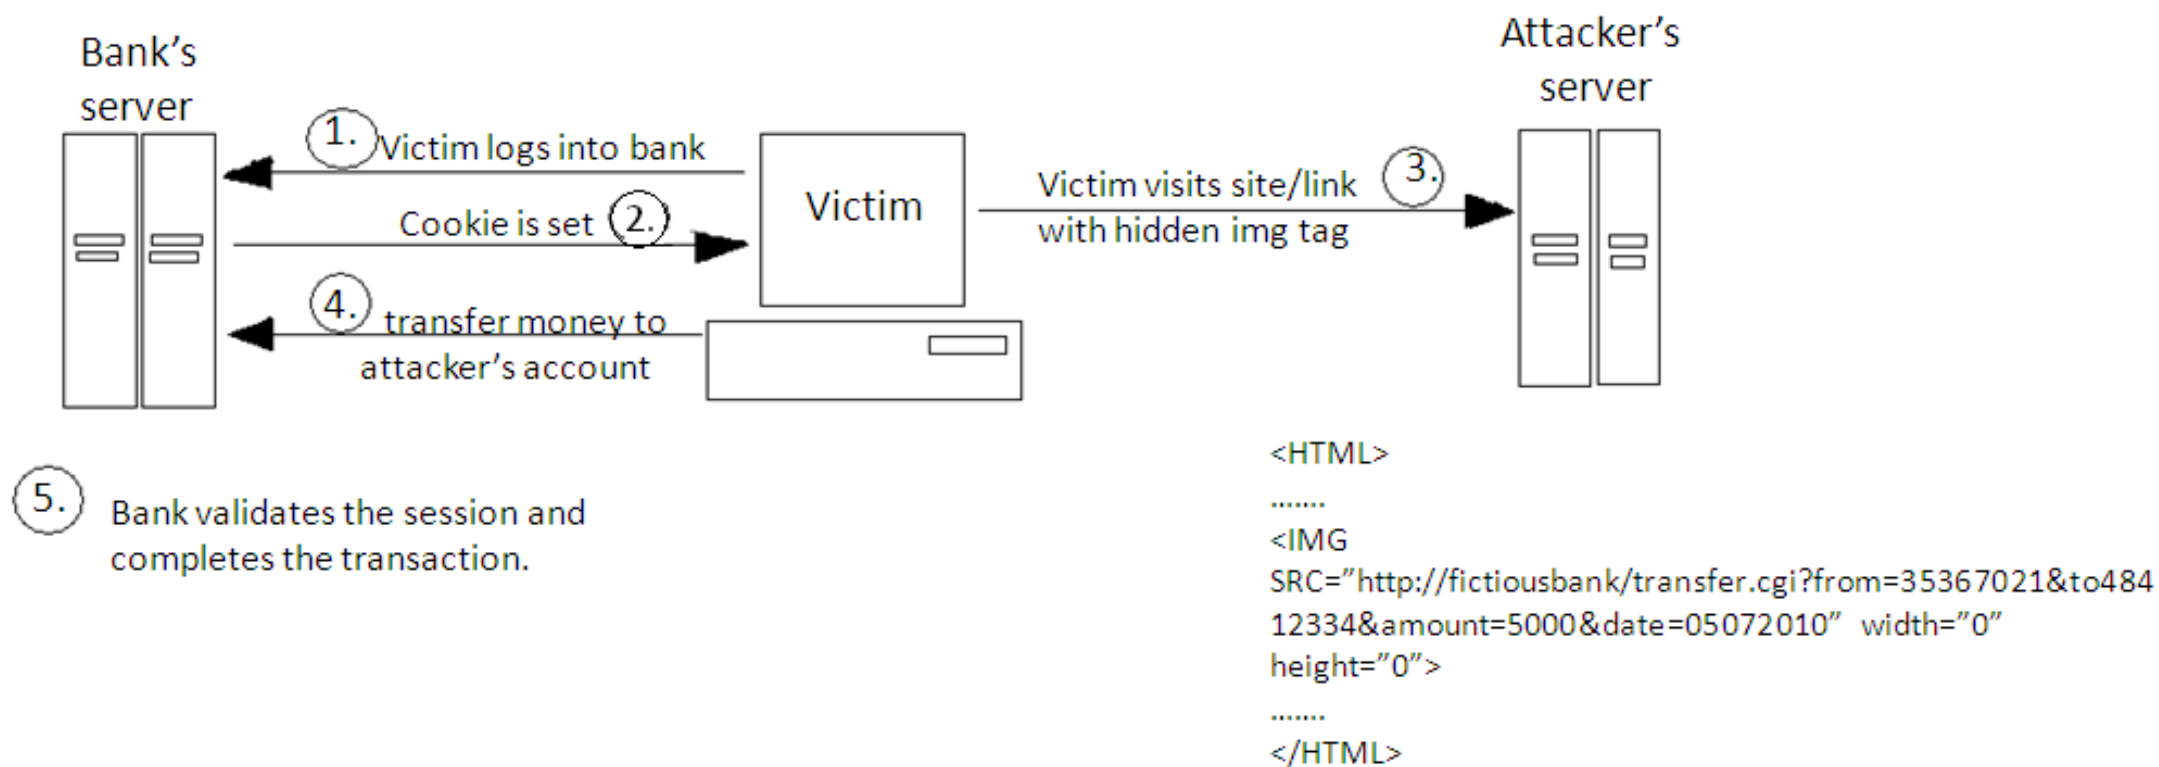 Bank's
server
Attacker's
server
1.
Victim logs into bank
Cookie is set
2.
Victim
Victim visits site/link
with hidden img tag
3.
4.
transfer money to
attacker's account
5.
Bank validates the session and
completes the transaction.
<HTML>
.......
<IMG
SRC=”http://fictiousbank/transfer.cgi?from=35367021&to484
12334&amount=5000&date=05072010” width=”0”
height=”0”>
.......
</HTML>